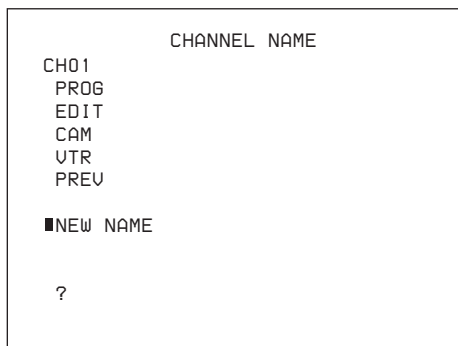 CHANNEL NAME
CH01
PROG
EDIT
CAM
VTR
PREV
NEW NAME
?